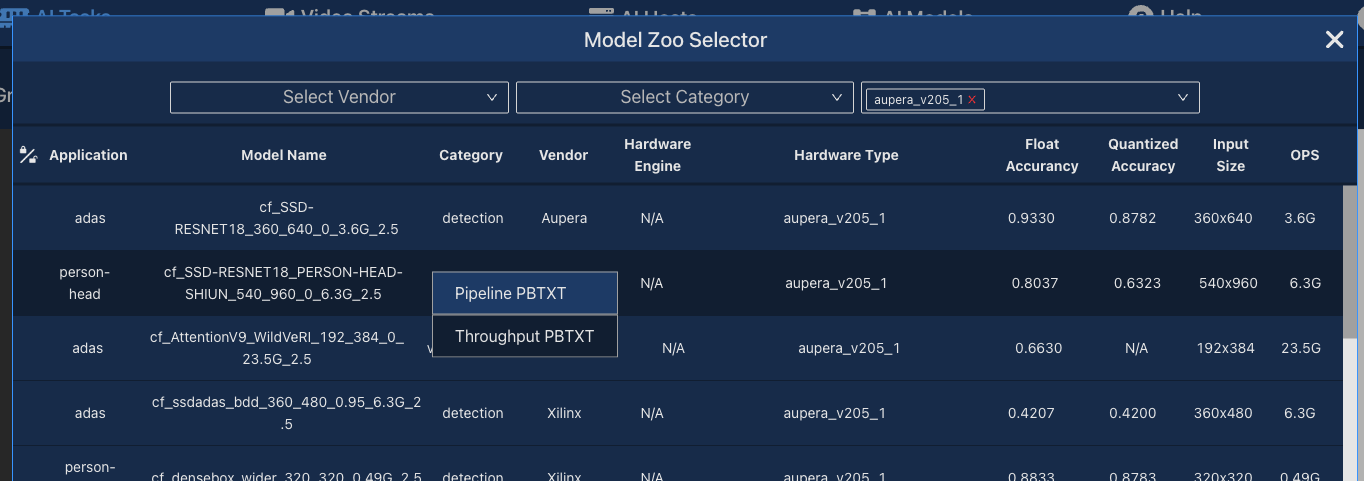 AI Tasks Video Streams AI Hosts AI Models Help
Model Zoo Selector
Gr
Select Vendor Select Category aupera_v205_1 x
Application Model Name Category Vendor Hardware Engine Hardware Type Float Accurancy Quantized Accuracy Input Size OPS
adas cf_SSD-RESNET18_360_640_0_3.6G_2.5 detection Aupera N/A aupera_v205_1 0.9330 0.8782 360x640 3.6G
person-head cf_SSD-RESNET18_PERSON-HEAD-SHIUN_540_960_0_6.3G_2.5 N/A aupera_v205_1 0.8037 0.6323 540x960 6.3G
Pipeline PBTXT
Throughput PBTXT
adas cf_AttentionV9_WildVeRI_192_384_0_23.5G_2.5 v N/A aupera_v205_1 0.6630 N/A 192x384 23.5G
adas cf_ssdadas_bdd_360_480_0.95_6.3G_2.5 detection Xilinx N/A aupera_v205_1 0.4207 0.4200 360x480 6.3G
person- cf_densebox_wider_320_320_0.49G_2.5 detection Xilinx N/A aupera_v205_1 0.8833 0.8783 320x320 0.49G